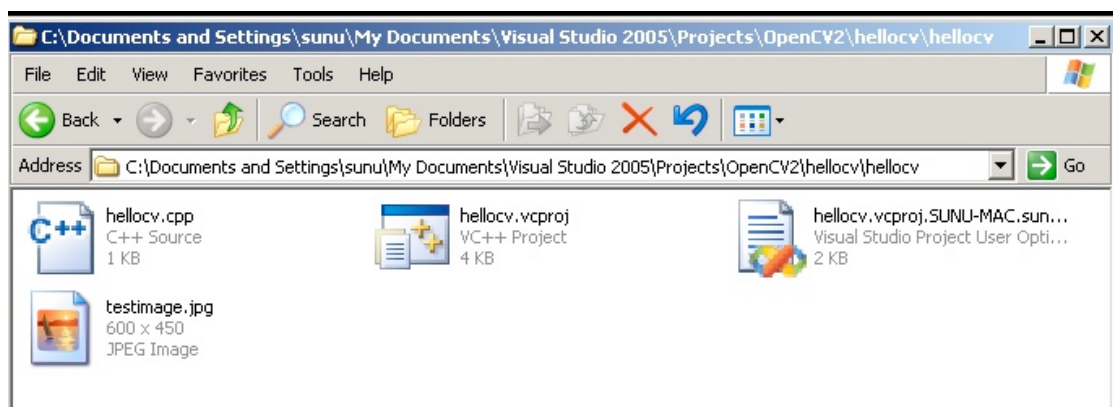 C:\Documents and Settings\sunu\My Documents\Visual Studio 2005\Projects\OpenCV2\hellocv\hellocv
File Edit View Favorites Tools Help
Back Search Folders
Address C:\Documents and Settings\sunu\My Documents\Visual Studio 2005\Projects\OpenCV2\hellocv\hellocv Go
C++
hellocv.cpp
C++ Source
1 KB
hellocv.vcproj
VC++ Project
4 KB
hellocv.vcproj.SUNU-MAC.sun...
Visual Studio Project User Opti...
2 KB
testimage.jpg
600 x 450
JPEG Image